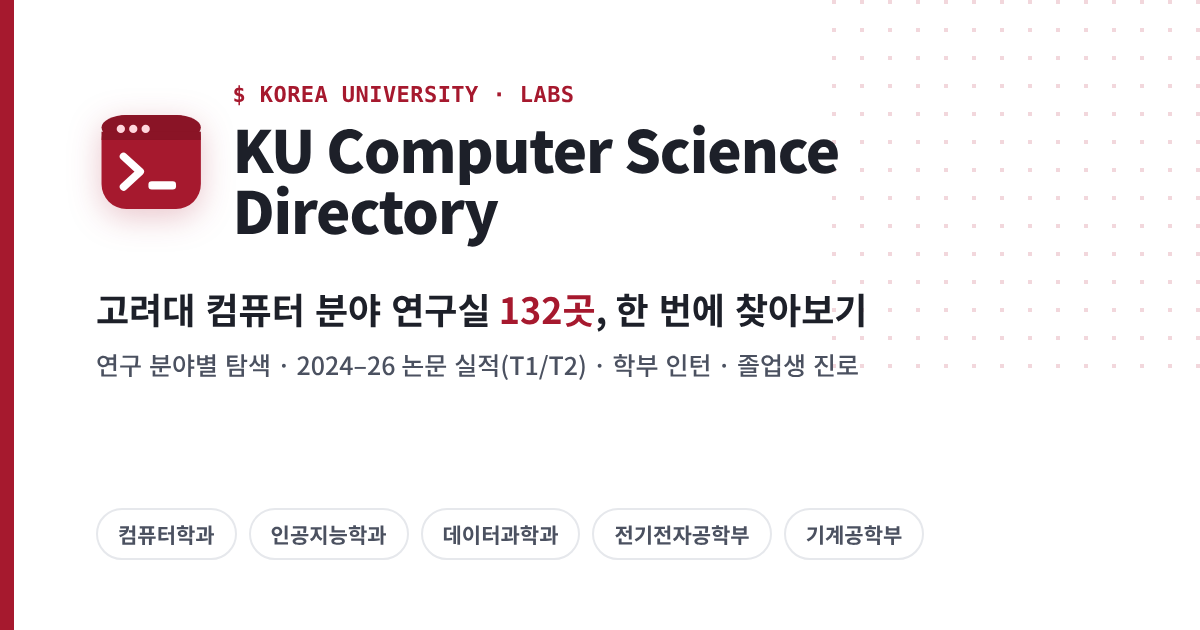 $ KOREA UNIVERSITY · LABS
KU Computer Science
Directory
고려대 컴퓨터 분야 연구실 132곳, 한 번에 찾아보기
연구 분야별 탐색 · 2024–26 논문 실적(T1/T2) · 학부 인턴 · 졸업생 진로
컴퓨터학과
인공지능학과
데이터과학과
전기전자공학부
기계공학부